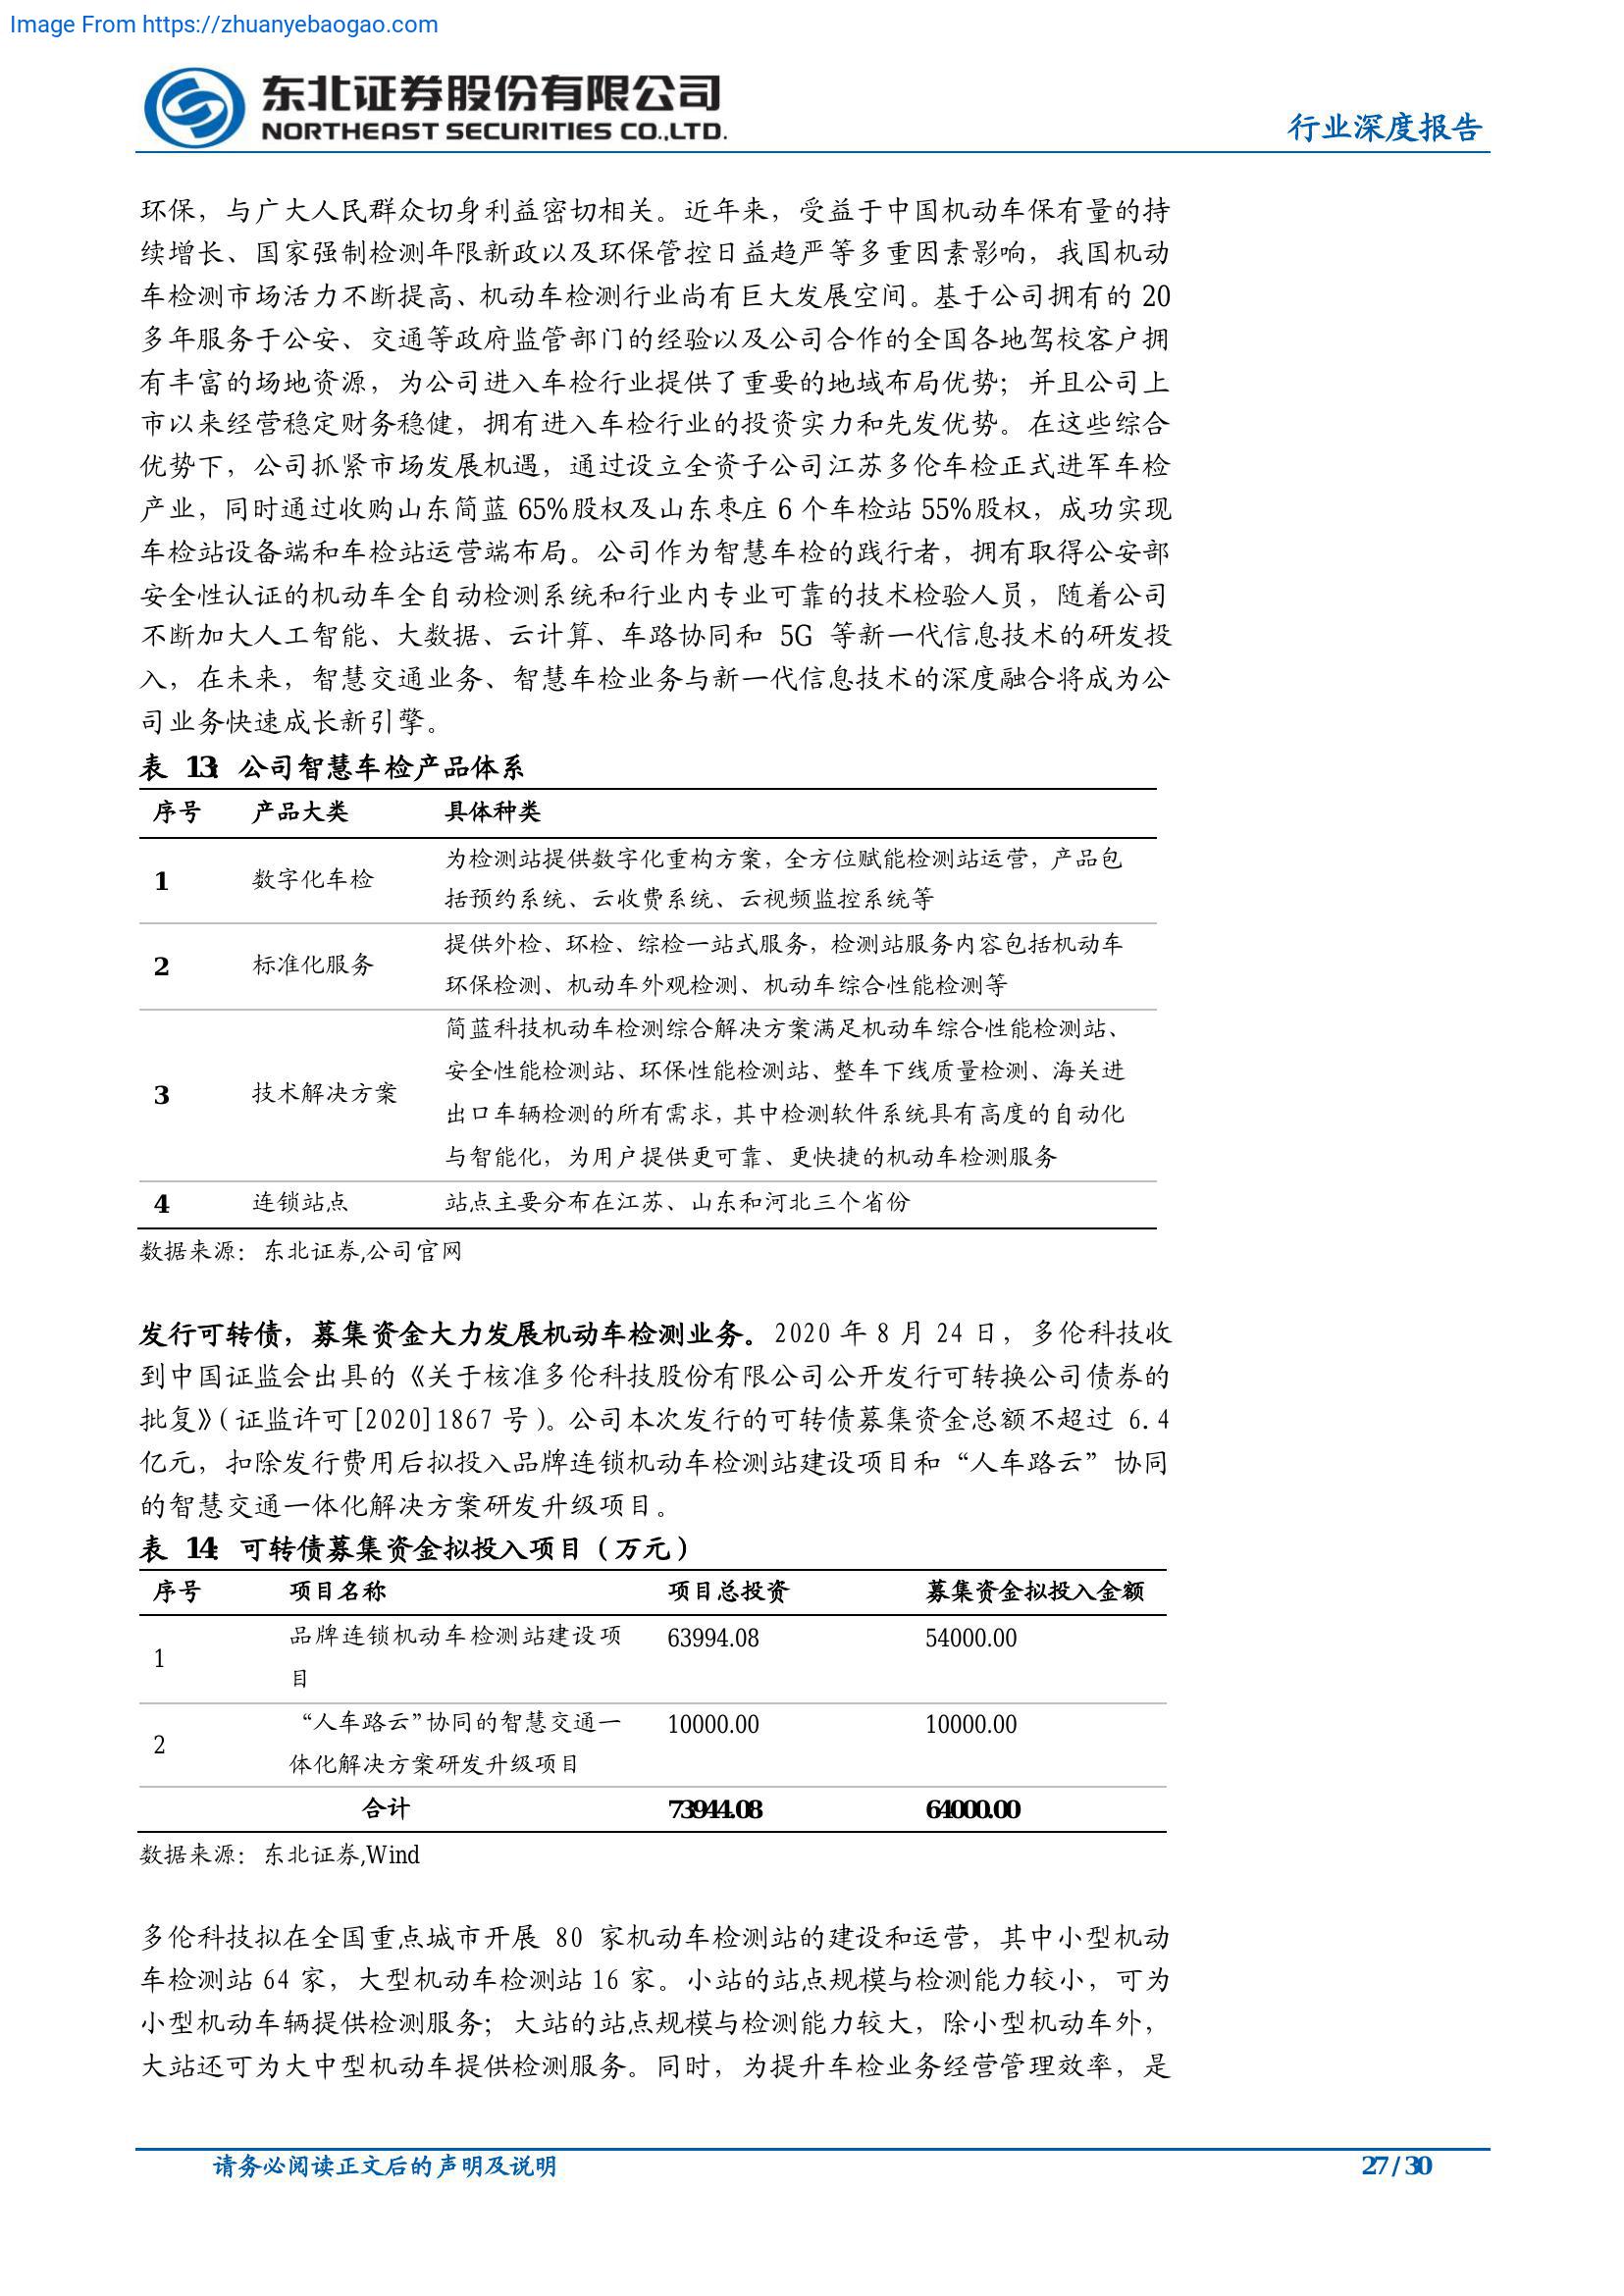 Image From https://zhuanyebaogao.com
东北证券股份有限公司
NORTHEAST SECURITIES CO.,LTD.
行业深度报告
环保，与广大人民群众切身利益密切相关。近年来，受益于中国机动车保有量的持
续增长、国家强制检测年限新政以及环保管控日益趋严等多重因素影响，我国机动
车检测市场活力不断提高、机动车检测行业尚有巨大发展空间。基于公司拥有的 20
多年服务于公安、交通等政府监管部门的经验以及公司合作的全国各地驾校客户拥
有丰富的场地资源，为公司进入车检行业提供了重要的地域布局优势；并且公司上
市以来经营稳定财务稳健，拥有进入车检行业的投资实力和先发优势。在这些综合
优势下，公司抓紧市场发展机遇，通过设立全资子公司江苏多伦车检正式进军车检
产业，同时通过收购山东简蓝 65%股权及山东枣庄 6 个车检站 55%股权，成功实现
车检站设备端和车检站运营端布局。公司作为智慧车检的践行者，拥有取得公安部
安全性认证的机动车全自动检测系统和行业内专业可靠的技术检验人员，随着公司
不断加大人工智能、大数据、云计算、车路协同和 5G 等新一代信息技术的研发投
入，在未来，智慧交通业务、智慧车检业务与新一代信息技术的深度融合将成为公
司业务快速成长新引擎。
表 13：公司智慧车检产品体系
序号 产品大类 具体种类
1 数字化车检 为检测站提供数字化重构方案，全方位赋能检测站运营，产品包
括预约系统、云收费系统、云视频监控系统等
2 标准化服务 提供外检、环检、综检一站式服务，检测站服务内容包括机动车
环保检测、机动车外观检测、机动车综合性能检测等
3 技术解决方案 简蓝科技机动车检测综合解决方案满足机动车综合性能检测站、
安全性能检测站、环保性能检测站、整车下线质量检测、海关进
出口车辆检测的所有需求，其中检测软件系统具有高度的自动化
与智能化，为用户提供更可靠、更快捷的机动车检测服务
4 连锁站点 站点主要分布在江苏、山东和河北三个省份
数据来源：东北证券,公司官网
发行可转债，募集资金大力发展机动车检测业务。2020 年 8 月 24 日，多伦科技收
到中国证监会出具的《关于核准多伦科技股份有限公司公开发行可转换公司债券的
批复》（证监许可[2020]1867 号）。公司本次发行的可转债募集资金总额不超过 6.4
亿元，扣除发行费用后拟投入品牌连锁机动车检测站建设项目和“人车路云”协同
的智慧交通一体化解决方案研发升级项目。
表 14：可转债募集资金拟投入项目（万元）
序号 项目名称 项目总投资 募集资金拟投入金额
1 品牌连锁机动车检测站建设项 63994.08 54000.00
目
2 “人车路云”协同的智慧交通一 10000.00 10000.00
体化解决方案研发升级项目
合计 73944.08 64000.00
数据来源：东北证券,Wind
多伦科技拟在全国重点城市开展 80 家机动车检测站的建设和运营，其中小型机动
车检测站 64 家，大型机动车检测站 16 家。小站的站点规模与检测能力较小，可为
小型机动车辆提供检测服务；大站的站点规模与检测能力较大，除小型机动车外，
大站还可为大中型机动车提供检测服务。同时，为提升车检业务经营管理效率，是
请务必阅读正文后的声明及说明
27 / 30